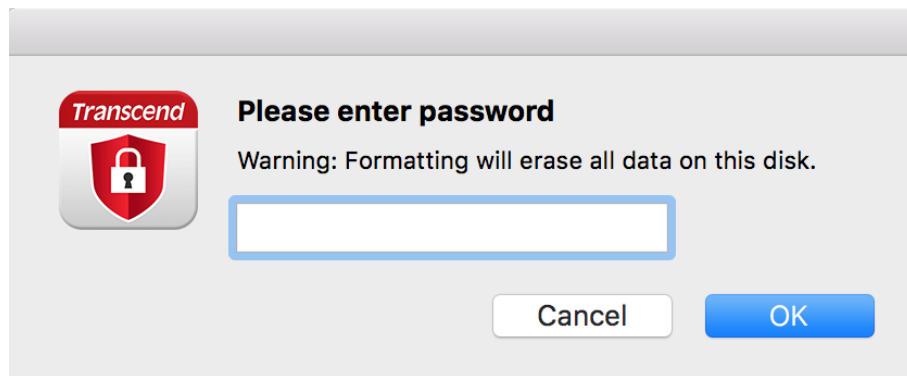 Transcend
Please enter password
Warning: Formatting will erase all data on this disk.
Cancel
OK